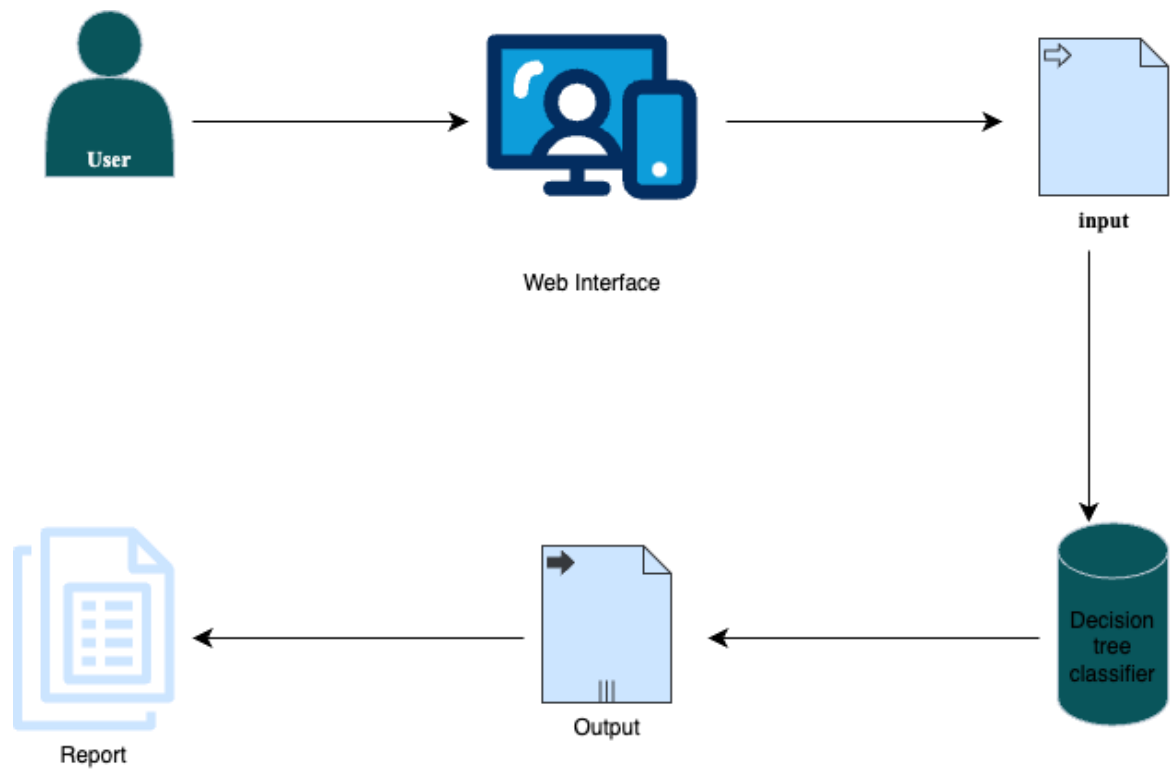 User
Web Interface
input
Decision
tree
classifier
Output
Report